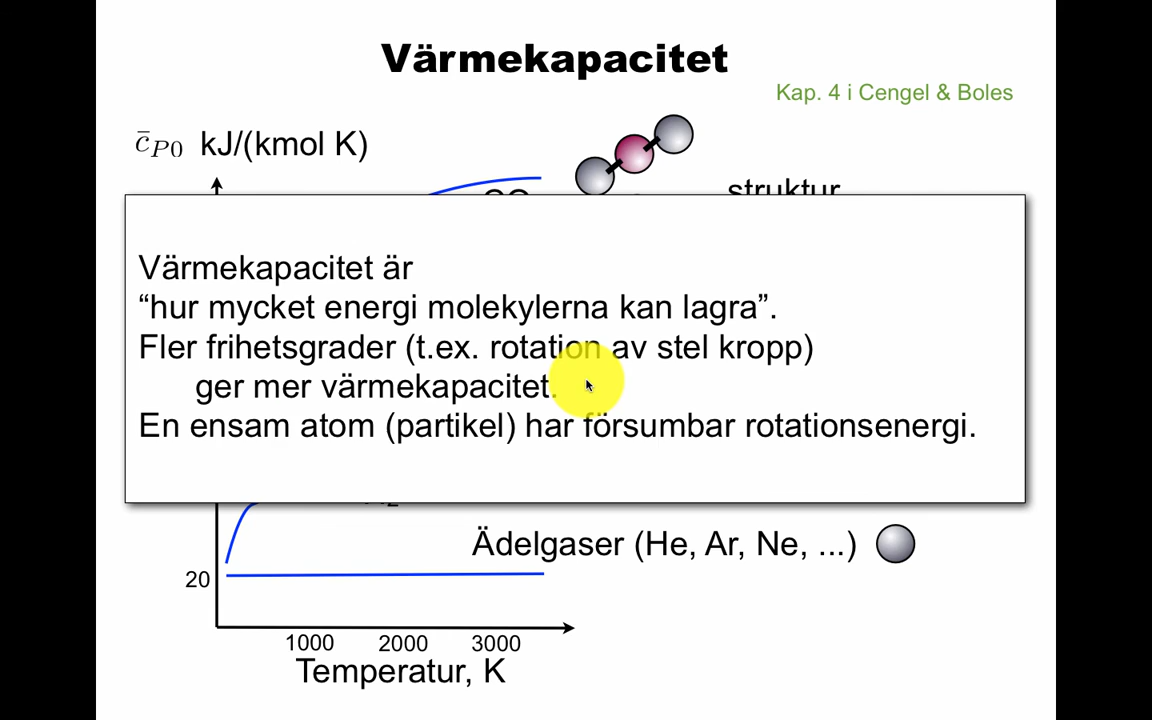 Värmekapacitet
Kap. 4 i Cengel & Boles
c̄P0 kJ/(kmol K)
struktur
Värmekapacitet är
“hur mycket energi molekylerna kan lagra”.
Fler frihetsgrader (t.ex. rotation av stel kropp)
ger mer värmekapacitet.
En ensam atom (partikel) har försumbar rotationsenergi.
Ädelgaser (He, Ar, Ne, ...)
20
1000 2000 3000
Temperatur, K